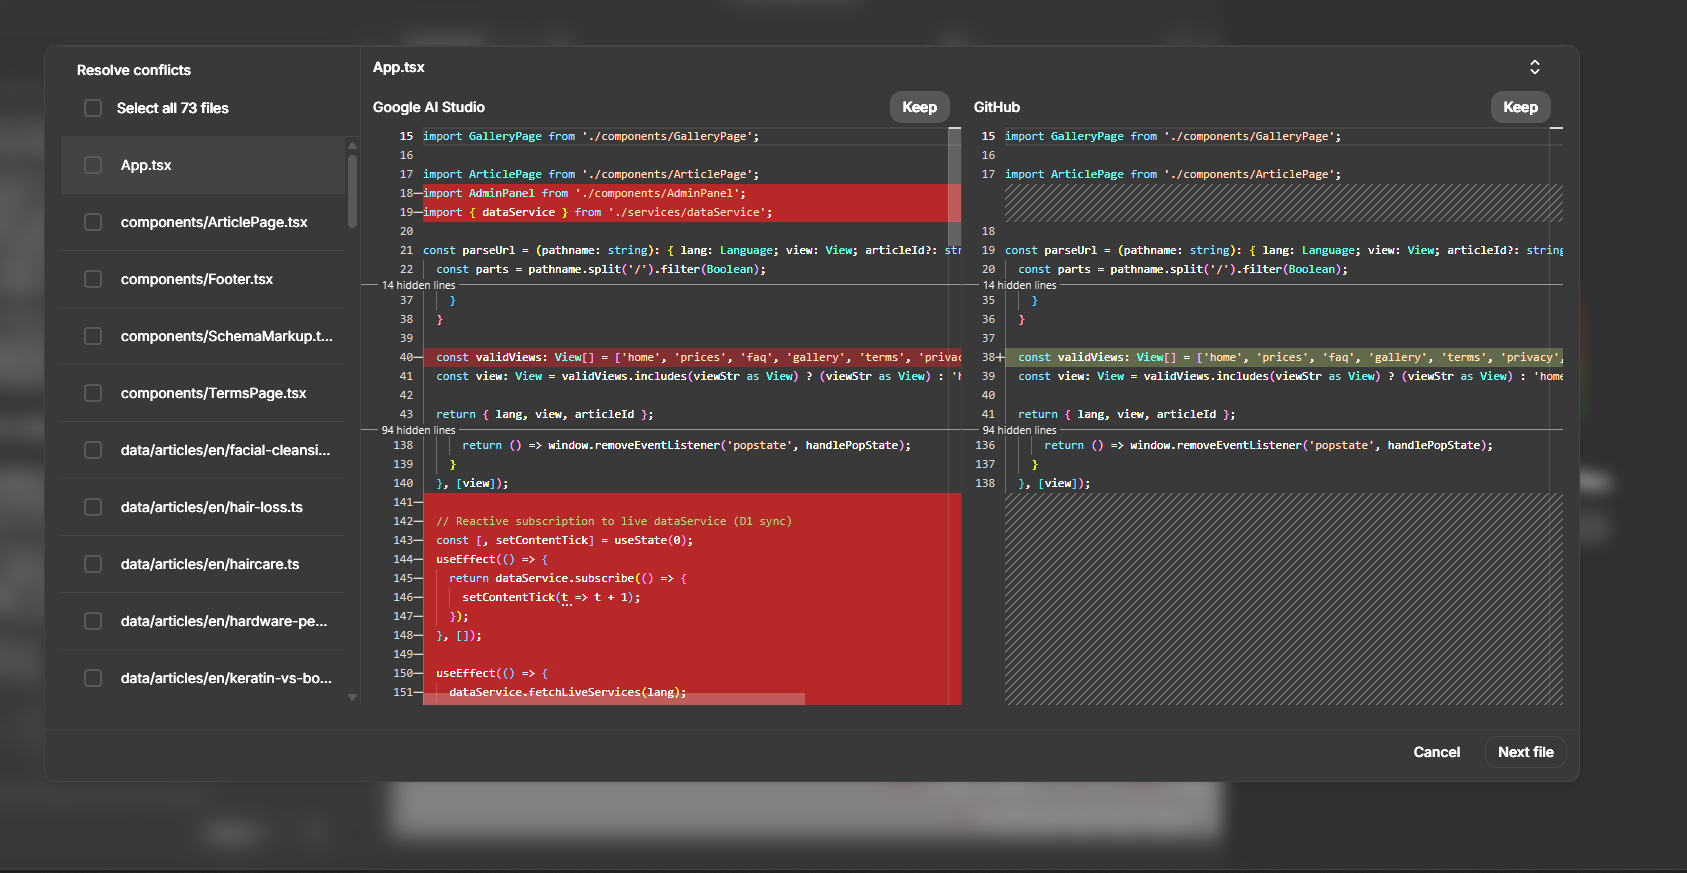 Resolve conflicts
Select all 73 files
App.tsx
components/ArticlePage.tsx
components/Footer.tsx
components/SchemaMarkup.t...
components/TermsPage.tsx
data/articles/en/facial-cleansi...
data/articles/en/hair-loss.ts
data/articles/en/haircare.ts
data/articles/en/hardware-pe...
data/articles/en/keratin-vs-bo...
App.tsx
Google AI Studio
Keep
15 import GalleryPage from './components/GalleryPage';
16
17 import ArticlePage from './components/ArticlePage';
18— import AdminPanel from './components/AdminPanel';
19— import { dataService } from './services/dataService';
20
21 const parseUrl = (pathname: string): { lang: Language; view: View; articleId?: str
22 const parts = pathname.split('/').filter(Boolean);
14 hidden lines
37 }
38 }
39
40— const validViews: View[] = ['home', 'prices', 'faq', 'gallery', 'terms', 'privac
41 const view: View = validViews.includes(viewStr as View) ? (viewStr as View) : 'h
42
43 return { lang, view, articleId };
94 hidden lines
138 return () => window.removeEventListener('popstate', handlePopState);
139 }
140 }, [view]);
141—
142— // Reactive subscription to live dataService (D1 sync)
143— const [, setContentTick] = useState(0);
144— useEffect(() => {
145— return dataService.subscribe(() => {
146— setContentTick(t => t + 1);
147— });
148— }, []);
149—
150— useEffect(() => {
151— dataService.fetchLiveServices(lang);
GitHub
Keep
15 import GalleryPage from './components/GalleryPage';
16
17 import ArticlePage from './components/ArticlePage';
18
19 const parseUrl = (pathname: string): { lang: Language; view: View; articleId?: string
20 const parts = pathname.split('/').filter(Boolean);
14 hidden lines
35 }
36 }
37
38+ const validViews: View[] = ['home', 'prices', 'faq', 'gallery', 'terms', 'privacy',
39 const view: View = validViews.includes(viewStr as View) ? (viewStr as View) : 'home
40
41 return { lang, view, articleId };
94 hidden lines
136 return () => window.removeEventListener('popstate', handlePopState);
137 }
138 }, [view]);
Cancel
Next file